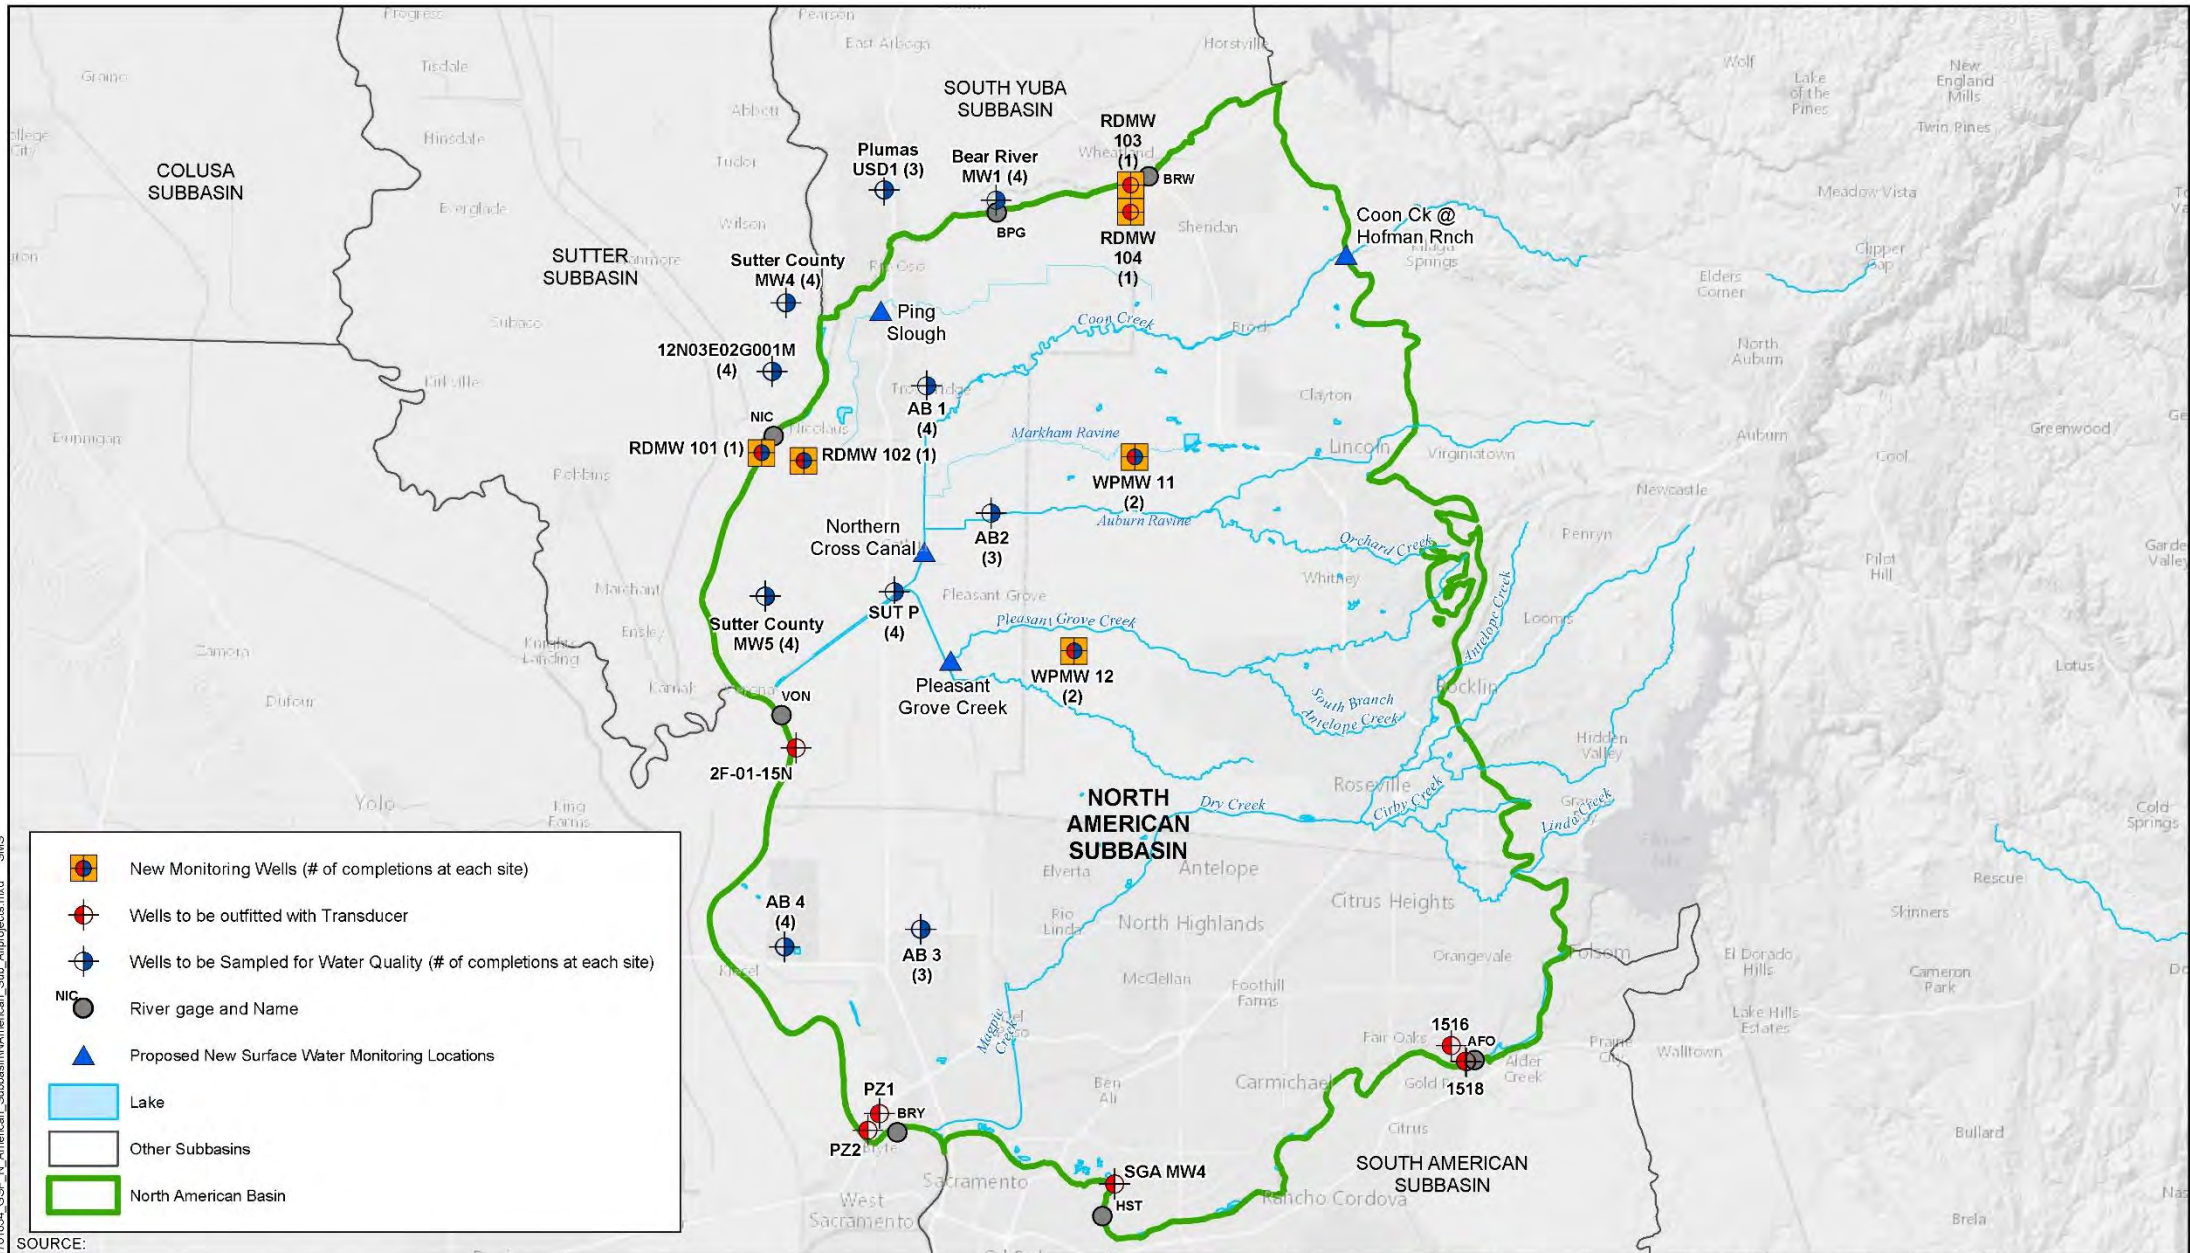 Progress
Pearson
East Arboga
Horstville
Graino
Tisdale
Wolf
Lake
of the
Pines
New
England
Mills
Abbott
SOUTH YUBA
SUBBASIN
RDMW
103
(1)
Twin Pines
Hinsdale
Tucker
Plumas
USD1 (3)
Bear River
MW1 (4)
Wheatland
BRW
COLUSA
SUBBASIN
Meadow Vista
Everglade
Wilson
BPG
Sheridan
RDMW
104
(1)
Coon Ck @
Hofman Rnch
Springs
Clipper
Gap
SUTTER
SUBBASIN
Sutter County
MW4 (4)
Rio Oso
Elders
Corner
Subaco
Ping
Slough
Coon Creek
North
Auburn
12N03E02G001M
(4)
Kirkville
AB 1
(4)
Clayton
NIC
Nicolaus
Markham Ravine
Dunnigan
RDMW 101 (1)
RDMW 102 (1)
Lincoln
Virginiatown
Auburn
Greenwood
Cool
Robbins
WPMW 11
(2)
Newcastle
Northern
Cross Canal
AB2
(3)
Auburn Ravine
Orchard Creek
Penryn
Pilot
Hill
Garden
Valley
Marchant
Whitney
Pleasant Grove
Antelope Creek
Sutter County
MW5 (4)
SUT P
(4)
Pleasant Grove Creek
Loomis
Ensley
Knights
Landing
Zamora
Lotus
Karnak
Verona
VON
Pleasant
Grove Creek
WPMW 12
(2)
South Branch
Antelope Creek
Rocklin
Dufour
Hidden
Valley
2F-01-15N
Roseville
Cirby Creek
Linda Creek
Yolo
King
Farms
NORTH
AMERICAN
SUBBASIN
Dry Creek
Cold
Springs
Elverta
Antelope
Rescue
AB 4
(4)
Rio
Linda
North Highlands
Citrus Heights
Skinners
AB 3
(3)
Orangevale
Folsom
El Dorado
Hills
Kiesel
McClellan
Foothill
Farms
Cameron
Park
Magpie
Creek
Lake Hills
Estates
1516
AFO
Fair Oaks
Prairie
City
Walltown
Alder
Creek
Ben
Ali
Carmichael
1518
PZ1
BRY
PZ2
Bryte
Citrus
Bullard
SGA MW4
HST
SOUTH AMERICAN
SUBBASIN
Sacramento
Rancho Cordova
West
Sacramento
Brela
New Monitoring Wells (# of completions at each site)
Wells to be outfitted with Transducer
Wells to be Sampled for Water Quality (# of completions at each site)
NIC
River gage and Name
Proposed New Surface Water Monitoring Locations
Lake
Other Subbasins
North American Basin
SOURCE: